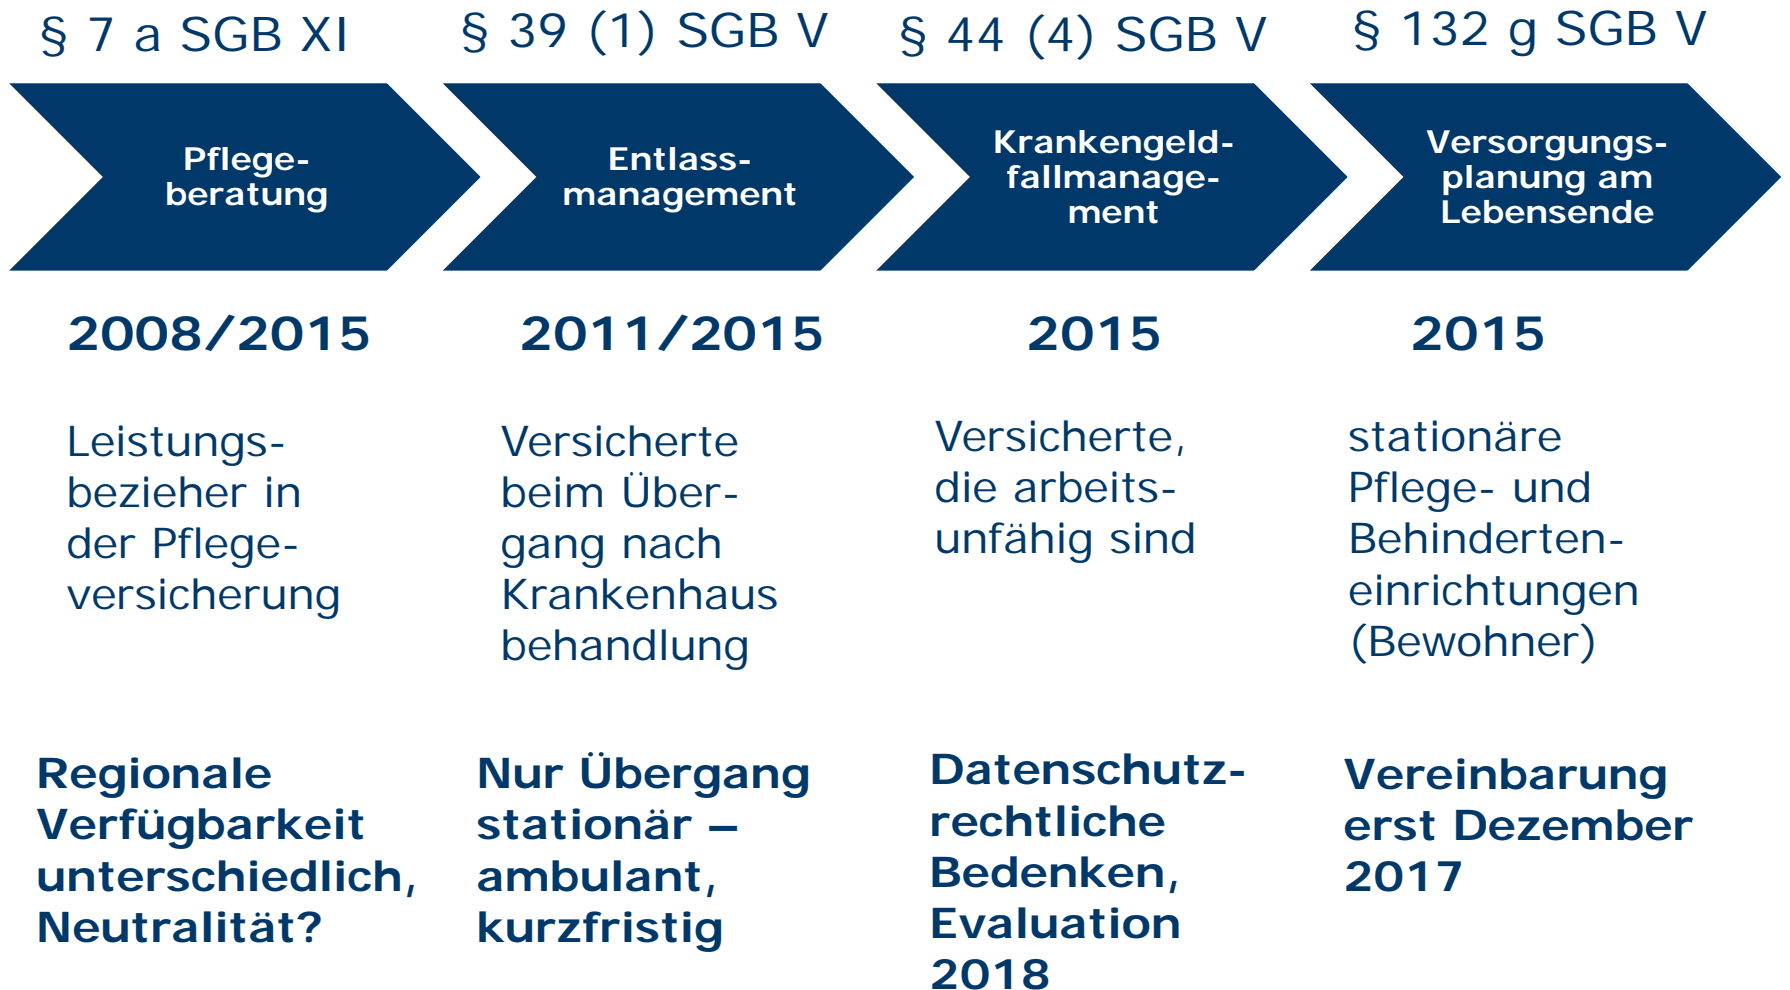 § 7 a SGB XI
Pflege-
beratung
2008/2015
Leistungs-
bezieher in
der Pflege-
versicherung
Regionale
Verfügbarkeit
unterschiedlich,
Neutralität?
§ 39 (1) SGB V
Entlass-
management
2011/2015
Versicherte
beim Über-
gang nach
Krankenhaus
behandlung
Nur Übergang
stationär –
ambulant,
kurzfristig
§ 44 (4) SGB V
Krankengeld-
fallmanage-
ment
2015
Versicherte,
die arbeits-
unfähig sind
Datenschutz-
rechtliche
Bedenken,
Evaluation
2018
§ 132 g SGB V
Versorgungs-
planung am
Lebensende
2015
stationäre
Pflege- und
Behinderten-
einrichtungen
(Bewohner)
Vereinbarung
erst Dezember
2017